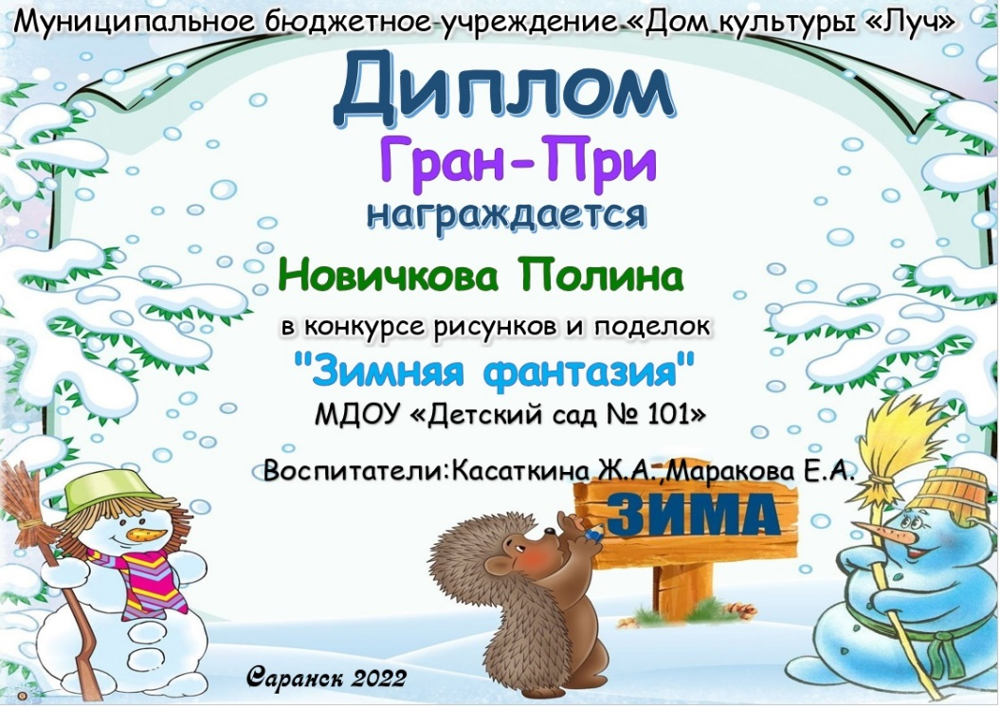 Муниципальное бюджетное учреждение «Дом культуры «Луч»
Диплом
Гран-При
награждается
Новичкова Полина
в конкурсе рисунков и поделок
"Зимняя фантазия"
МДОУ «Детский сад № 101»
Воспитатели:Касаткина Ж.А.,Маракова Е.А.
ЗИМА
Саранск 2022